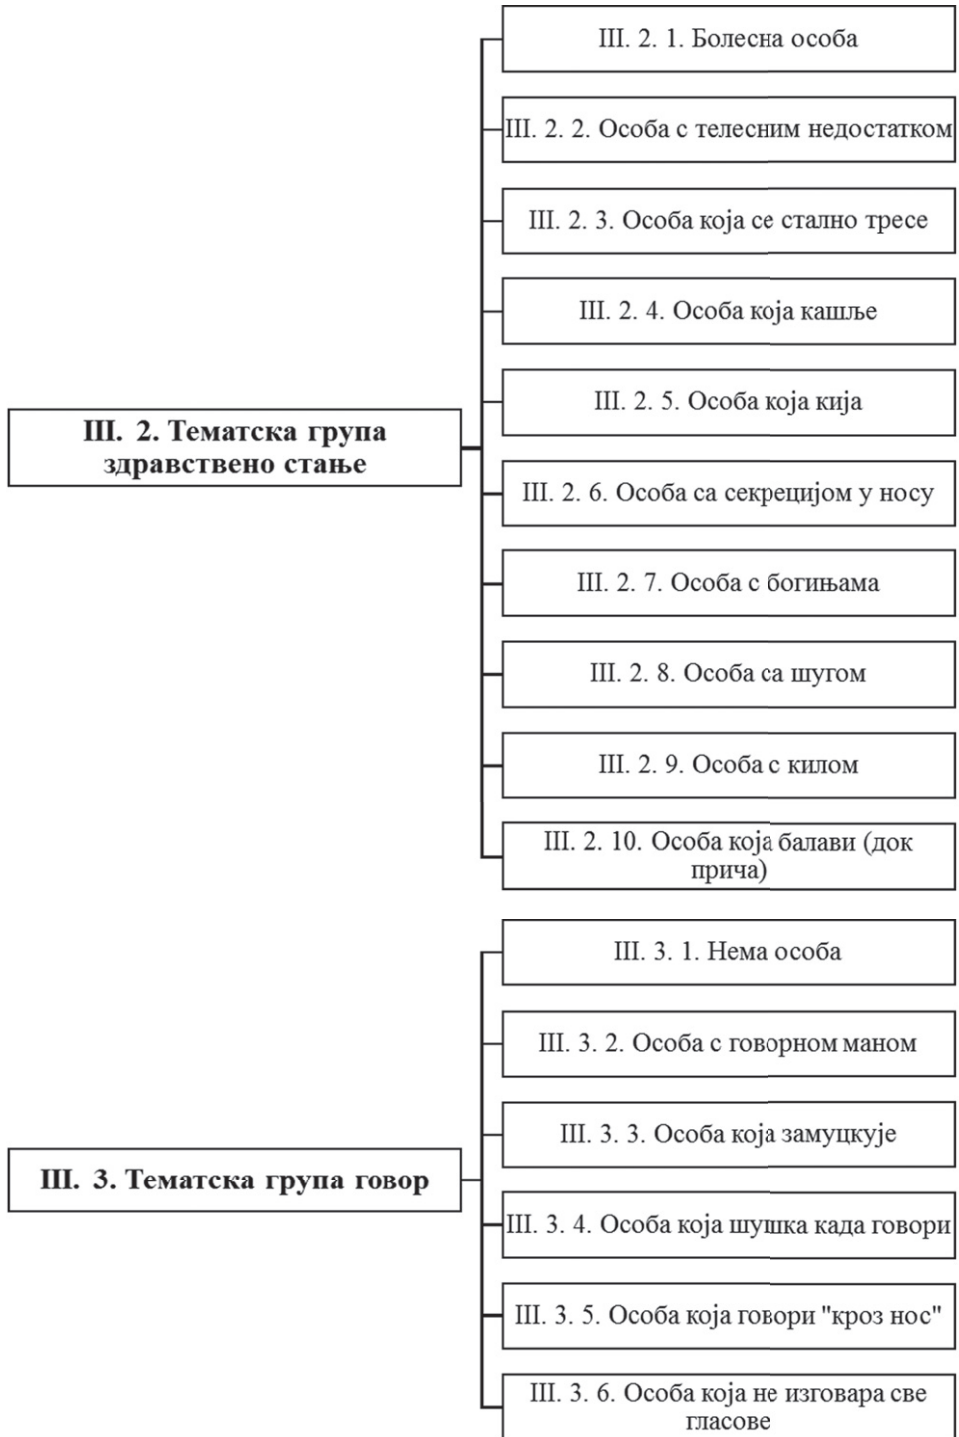 III. 2. Тематска група
здравствено стање
III. 2. 1. Болесна особа
III. 2. 2. Особа с телесним недостатком
III. 2. 3. Особа која се стално тресе
III. 2. 4. Особа која кашље
III. 2. 5. Особа која кија
III. 2. 6. Особа са секрецијом у носу
III. 2. 7. Особа с богињама
III. 2. 8. Особа са шугом
III. 2. 9. Особа с килом
III. 2. 10. Особа која балави (док
прича)
III. 3. Тематска група говор
III. 3. 1. Нема особа
III. 3. 2. Особа с говорном маном
III. 3. 3. Особа која замуцкује
III. 3. 4. Особа која шушка када говори
III. 3. 5. Особа која говори "кроз нос"
III. 3. 6. Особа која не изговара све
гласове